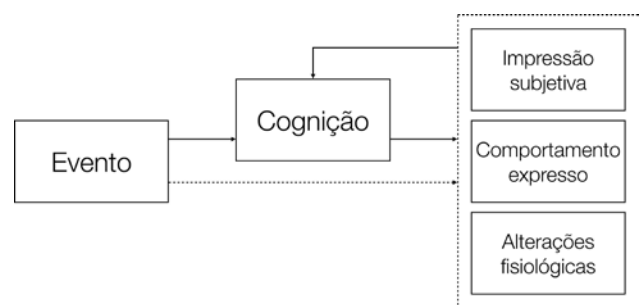 Evento
Cognição
Impressão
subjetiva
Comportamento
expresso
Alterações
fisiológicas